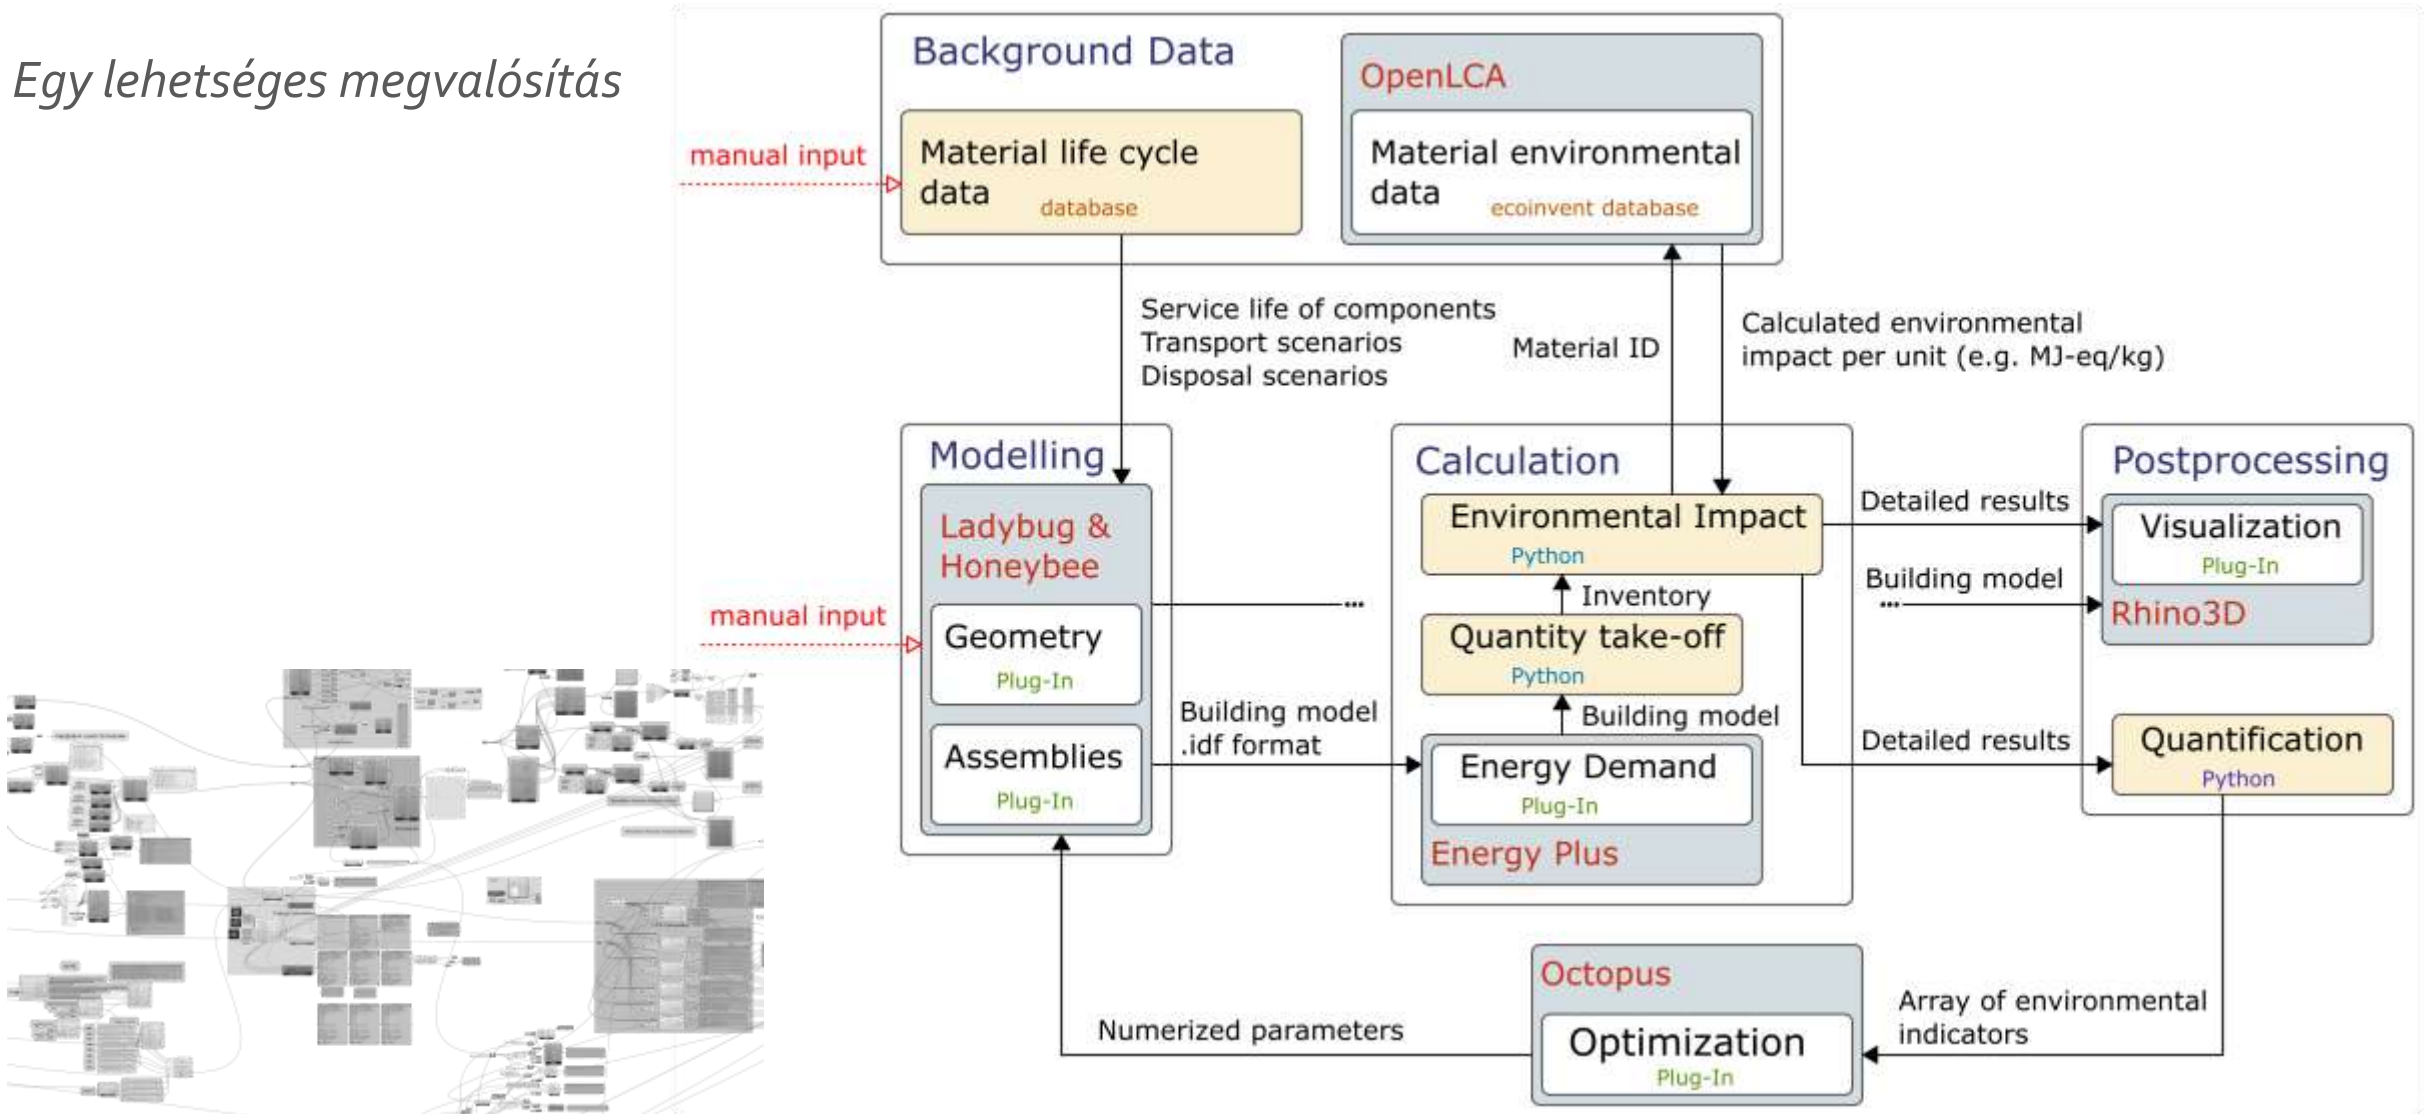 Egy lehetséges megvalósítás
Background Data
OpenLCA
manual input
Material life cycle
data
database
Material environmental
data
ecoinvent database
Service life of components
Transport scenarios
Disposal scenarios
Material ID
Calculated environmental
impact per unit (e.g. MJ-eq/kg)
Modelling
Ladybug &
Honeybee
manual input
Geometry
Plug-In
Assemblies
Plug-In
Building model
.idf format
...
Calculation
Environmental Impact
Python
Inventory
Quantity take-off
Python
Building model
Energy Demand
Plug-In
Energy Plus
Detailed results
Building model
...
Detailed results
Postprocessing
Visualization
Plug-In
Rhino3D
Quantification
Python
Octopus
Optimization
Plug-In
Array of environmental
indicators
Numerized parameters